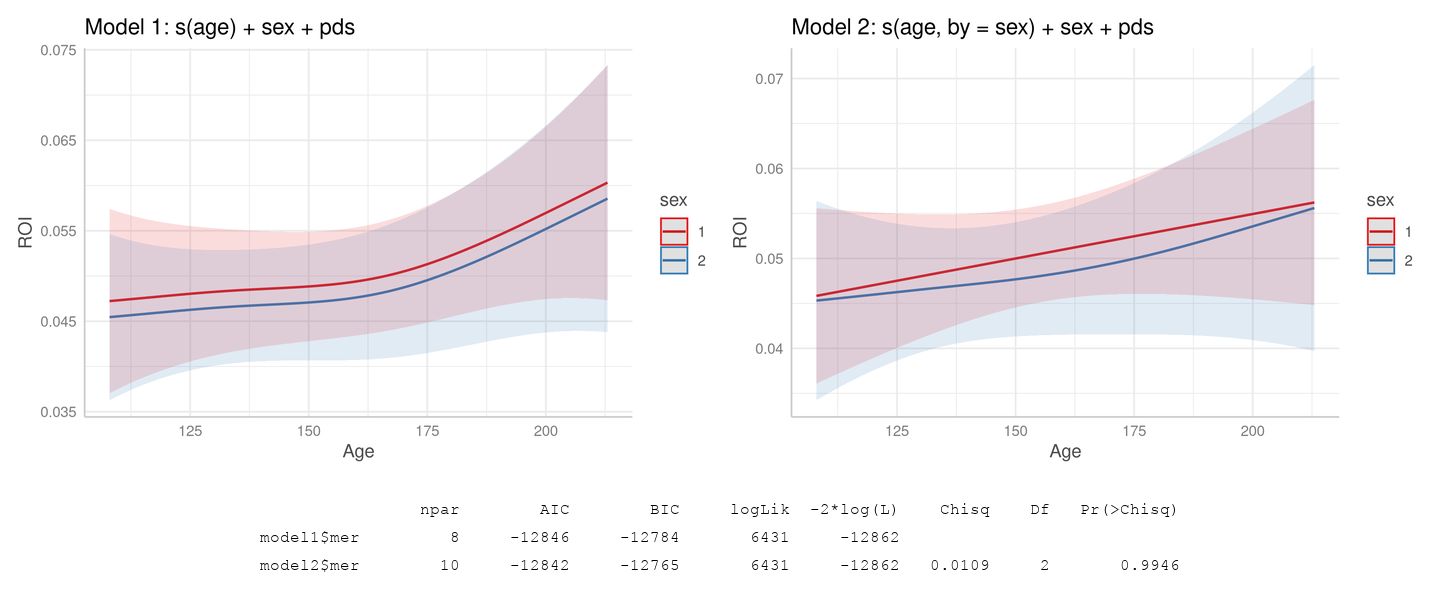 Model 1: s(age) + sex + pds
0.075
0.065
0.055
0.045
0.035
ROI
125 150 175 200
Age
sex
1
2
Model 2: s(age, by = sex) + sex + pds
0.07
0.06
0.05
0.04
ROI
125 150 175 200
Age
sex
1
2
npar AIC BIC logLik -2*log(L) Chisq Df Pr(>Chisq)
model1$mer 8 -12846 -12784 6431 -12862
model2$mer 10 -12842 -12765 6431 -12862 0.0109 2 0.9946